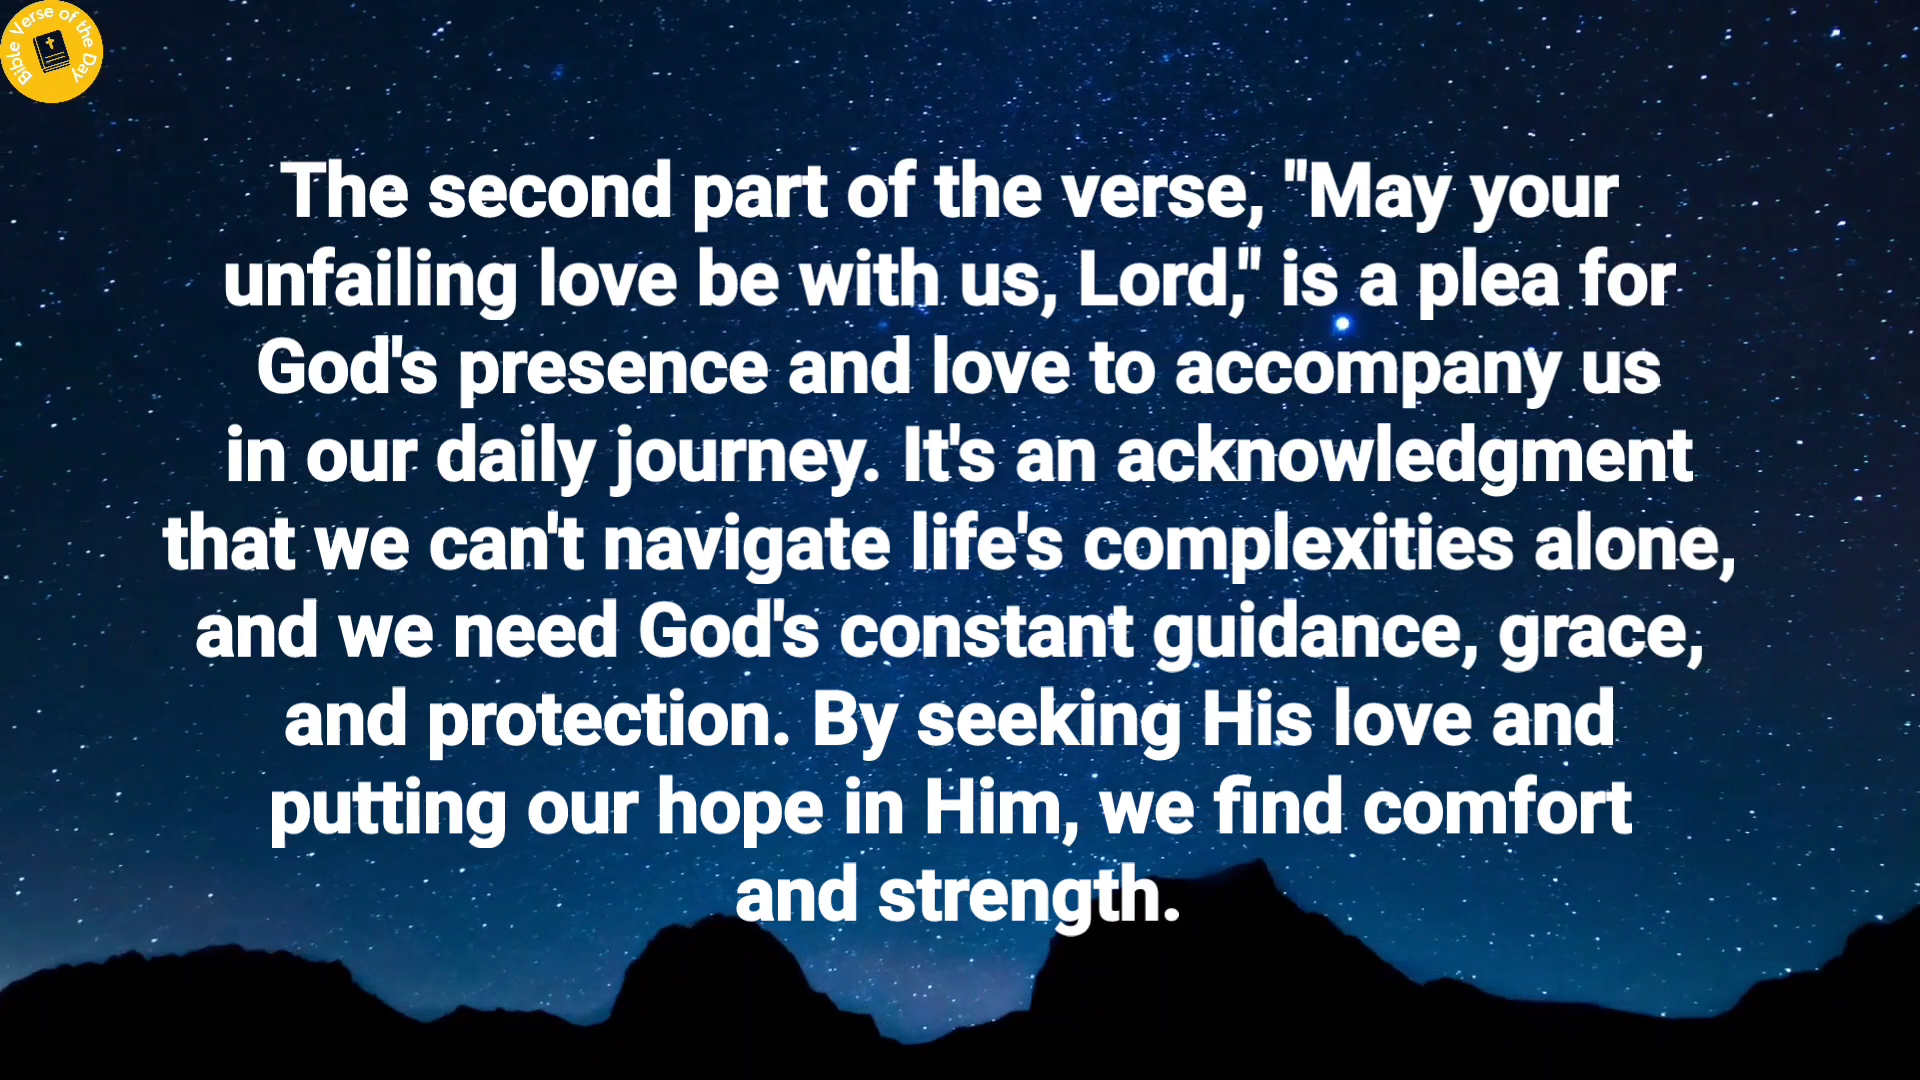 Bible Verse of the Day
The second part of the verse, "May your
unfailing love be with us, Lord," is a plea for
God's presence and love to accompany us
in our daily journey. It's an acknowledgment
that we can't navigate life's complexities alone,
and we need God's constant guidance, grace,
and protection. By seeking His love and
putting our hope in Him, we find comfort
and strength.